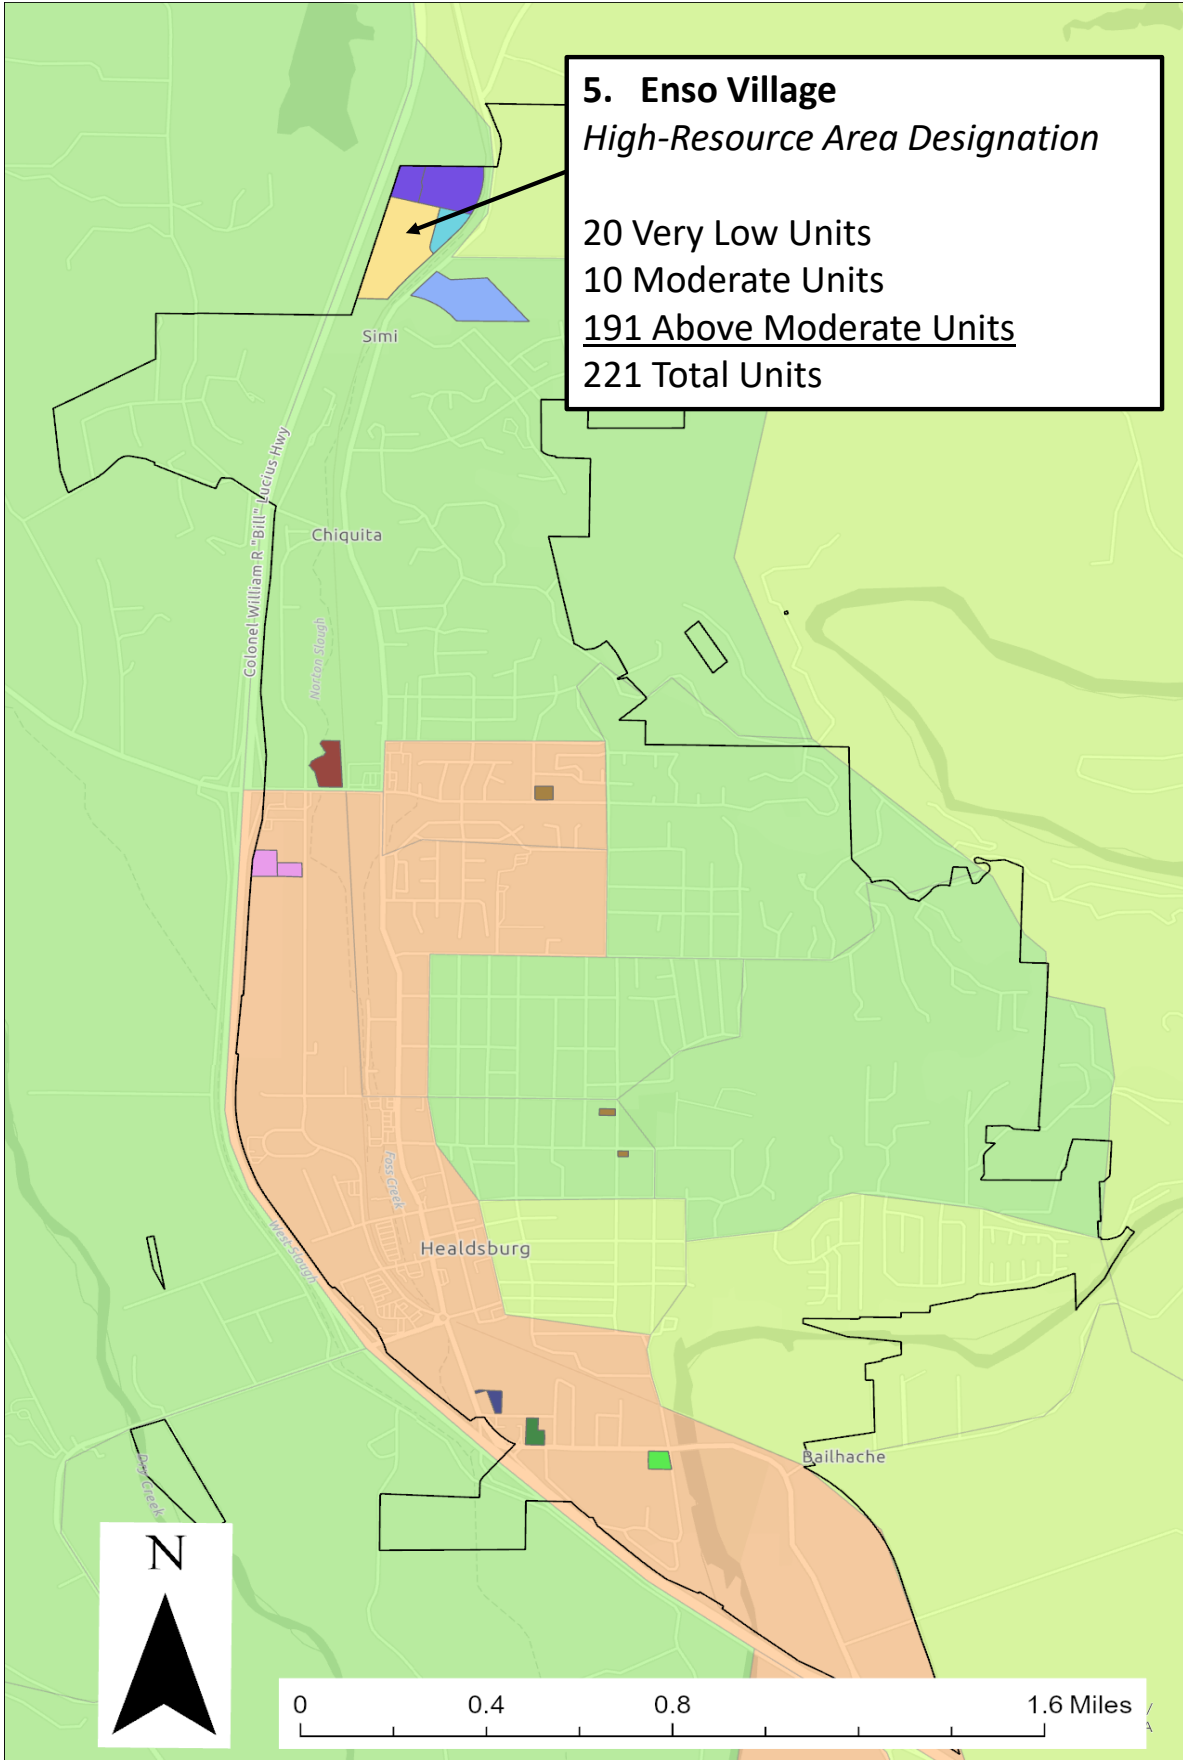 5. Enso Village
High-Resource Area Designation
20 Very Low Units
10 Moderate Units
191 Above Moderate Units
221 Total Units
Simi
Colonel William R "Bill" Lucius Hwy
Chiquita
Norton Slough
Foss Creek
West Slough
Healdsburg
Bailhache
Dry Creek
N
0 0.4 0.8 1.6 Miles